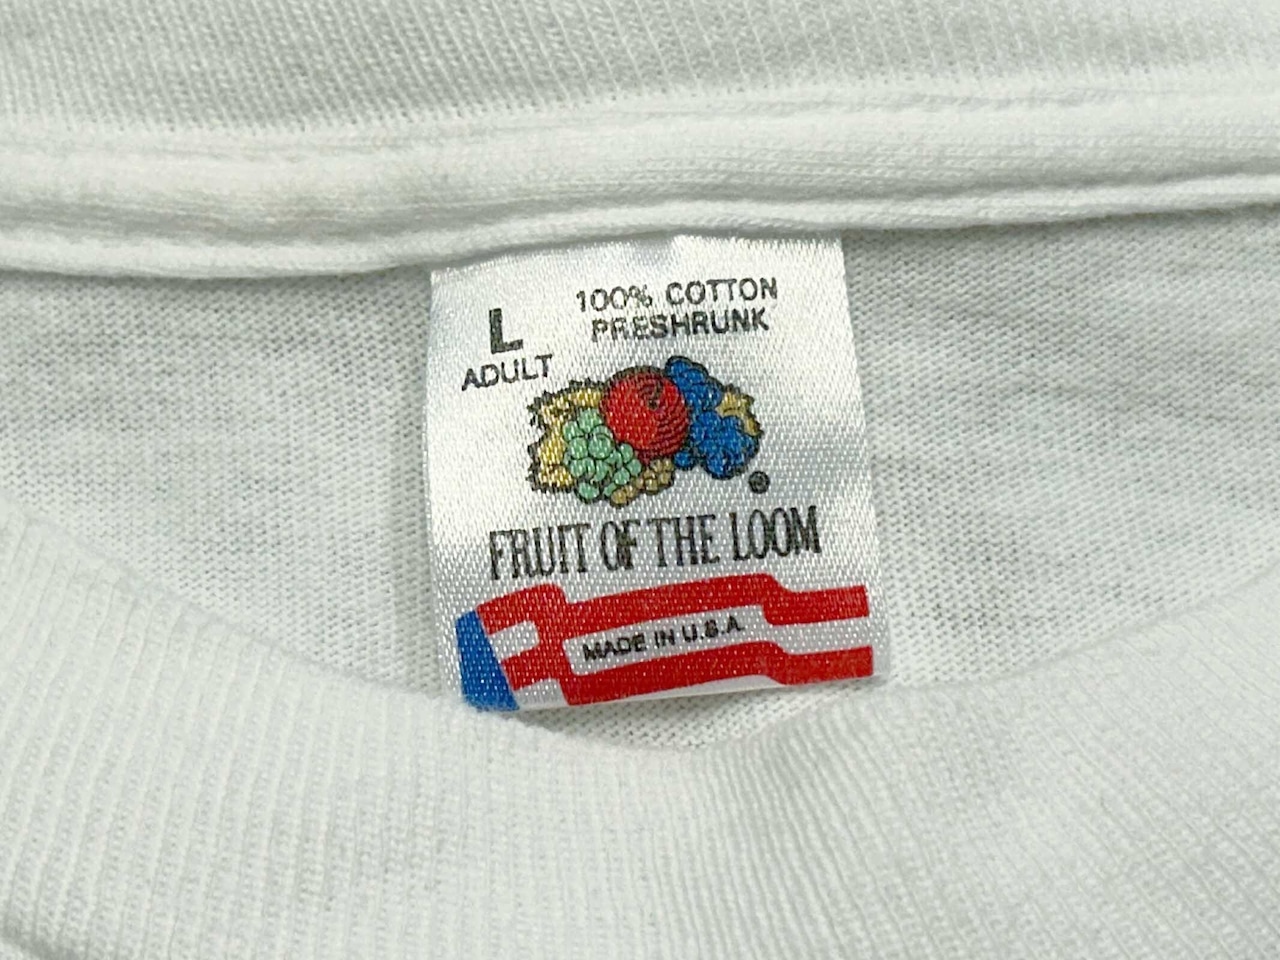 100% COTTON
PRESHRUNK
L
ADULT
®
FRUIT OF THE LOOM
MADE IN U.S.A.